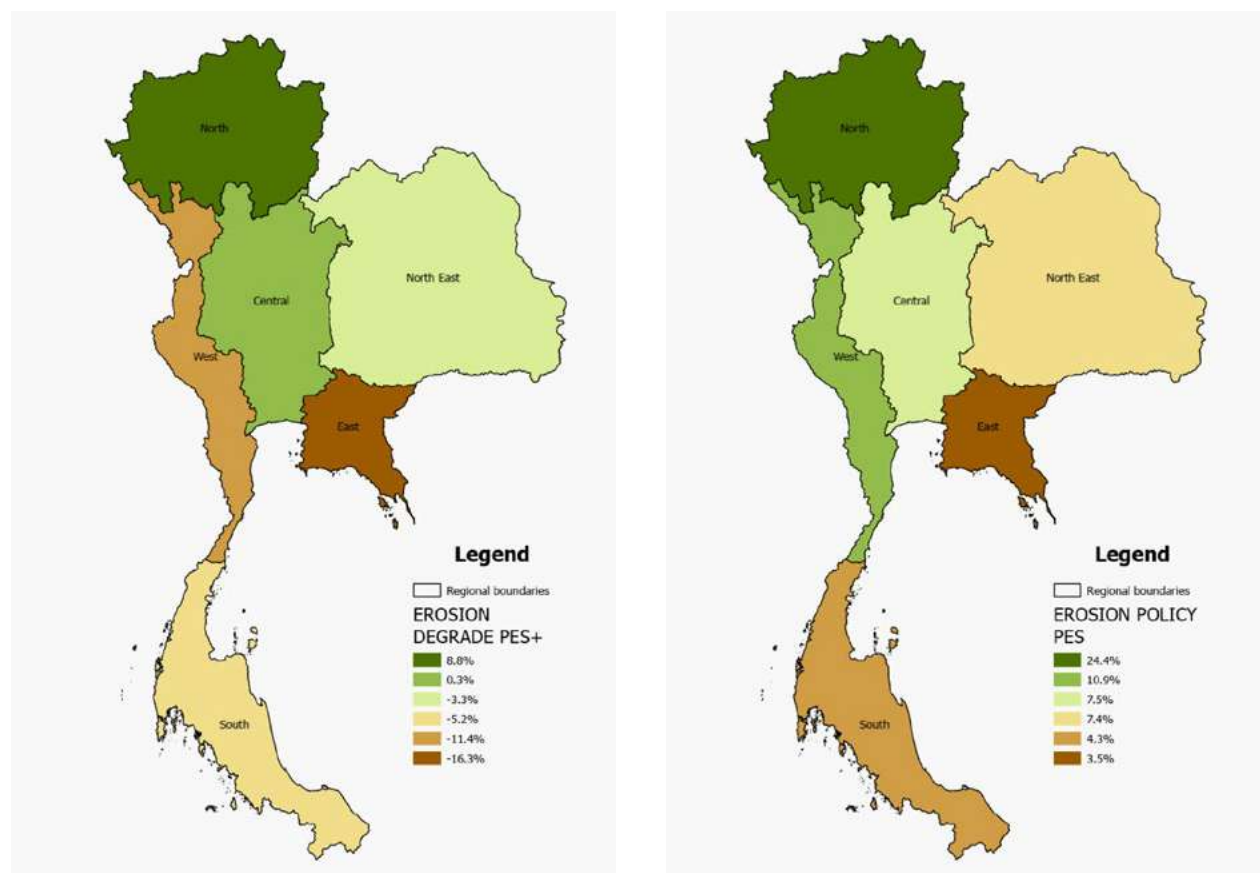 North
North East
Central
West
East
South
Legend
Regional boundaries
EROSION
DEGRADE PES+
8.8%
0.3%
-3.3%
-5.2%
-11.4%
-16.3%
North
North East
Central
West
East
South
Legend
Regional boundaries
EROSION POLICY
PES
24.4%
10.9%
7.5%
7.4%
4.3%
3.5%